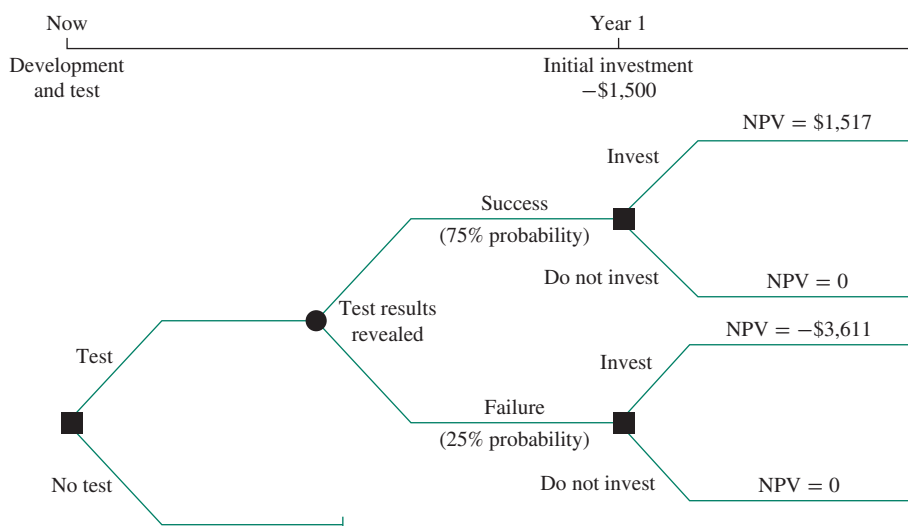 Now
Year 1
Development
and test
Initial investment
−$1,500
NPV = $1,517
Invest
Success
(75% probability)
Do not invest
NPV = 0
Test results
revealed
NPV = −$3,611
Test
Invest
Failure
(25% probability)
No test
Do not invest
NPV = 0